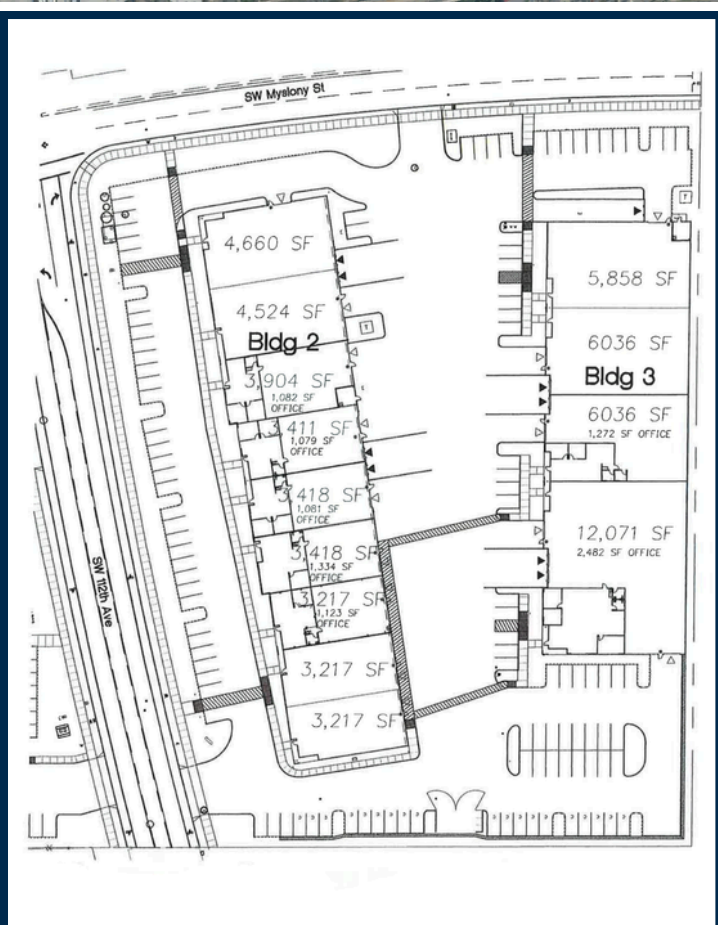 SW Myslony St
4,660 SF
4,524 SF
Bldg 2
3,904 SF
1,082 SF
OFFICE
3,411 SF
1,079 SF
OFFICE
3,418 SF
1,081 SF
OFFICE
3,418 SF
1,334 SF
OFFICE
3,217 SF
1,123 SF
OFFICE
3,217 SF
3,217 SF
5,858 SF
6036 SF
Bldg 3
6036 SF
1,272 SF OFFICE
12,071 SF
2,482 SF OFFICE
SW 112th Ave
T
T